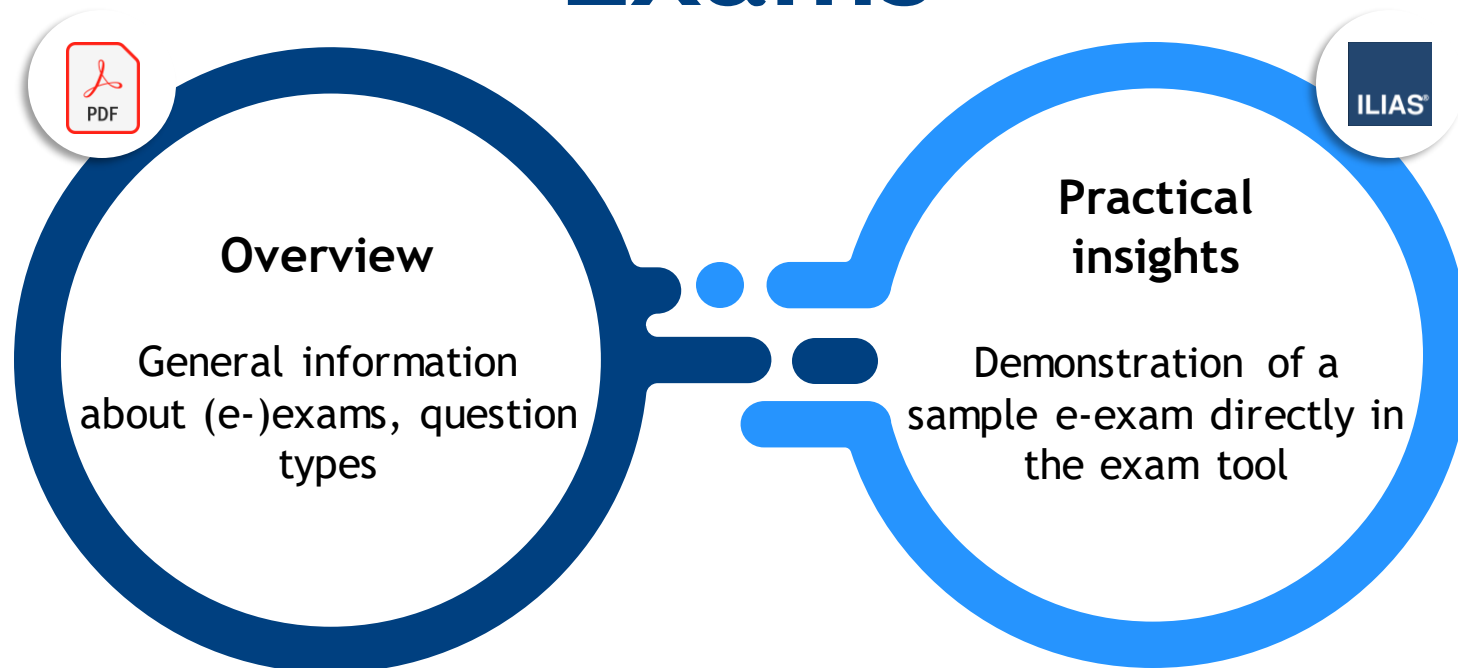 Exams
PDF
ILIAS®
Overview
General information
about (e-)exams, question
types
Practical
insights
Demonstration of a
sample e-exam directly in
the exam tool